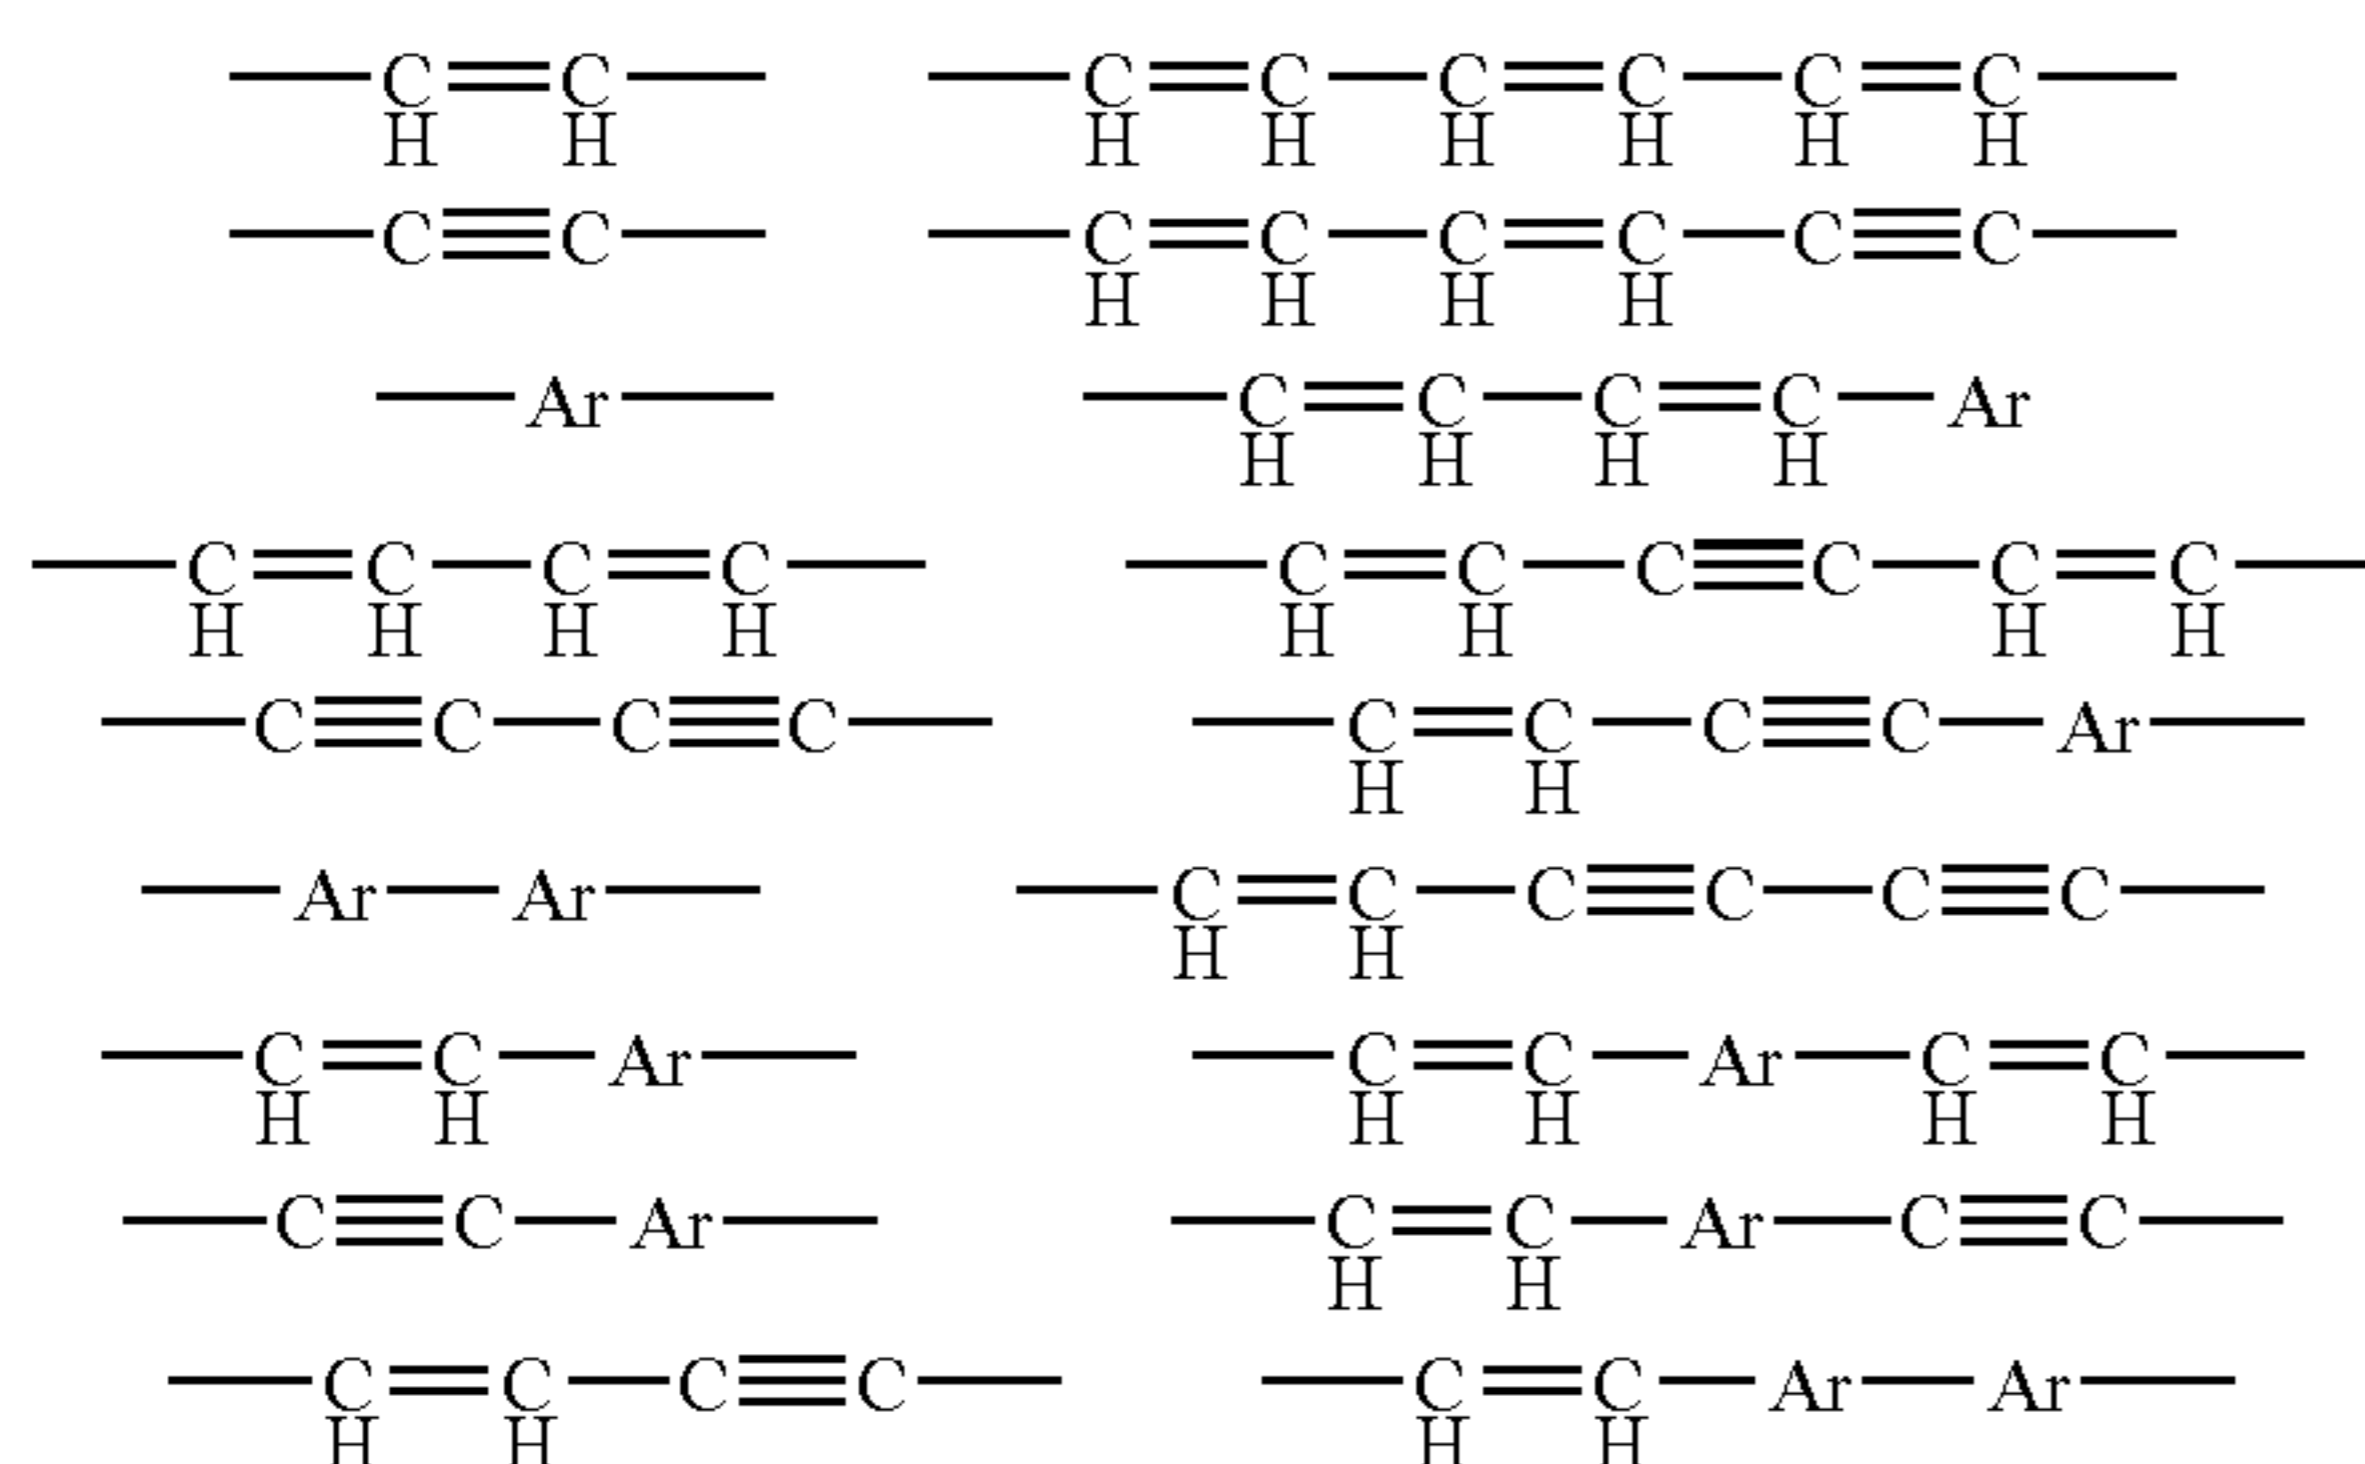 C=C C=C—C=C—C=C
H H H H H H H H
C≡C C=C—C=C—C≡C
H H H H
Ar C=C—C=C—Ar
H H H H
C=C—C=C C=C—C≡C—C=C
H H H H H H H H
C≡C—C≡C C=C—C≡C—Ar
H H
Ar—Ar C=C—C≡C—C≡C
H H
C=C—Ar C=C—Ar—C=C
H H H H H H
C≡C—Ar C=C—Ar—C≡C
H H
C=C—C≡C C=C—Ar—Ar
H H H H